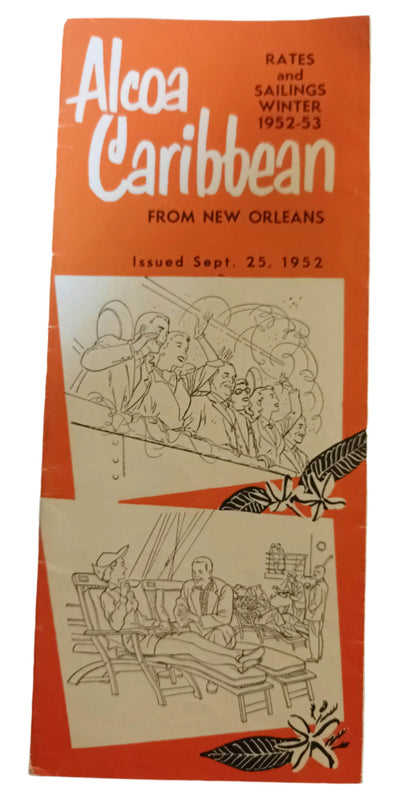 Alcoa
Caribbean
RATES
and
SAILINGS
WINTER
1952-53
FROM NEW ORLEANS
Issued Sept. 25, 1952